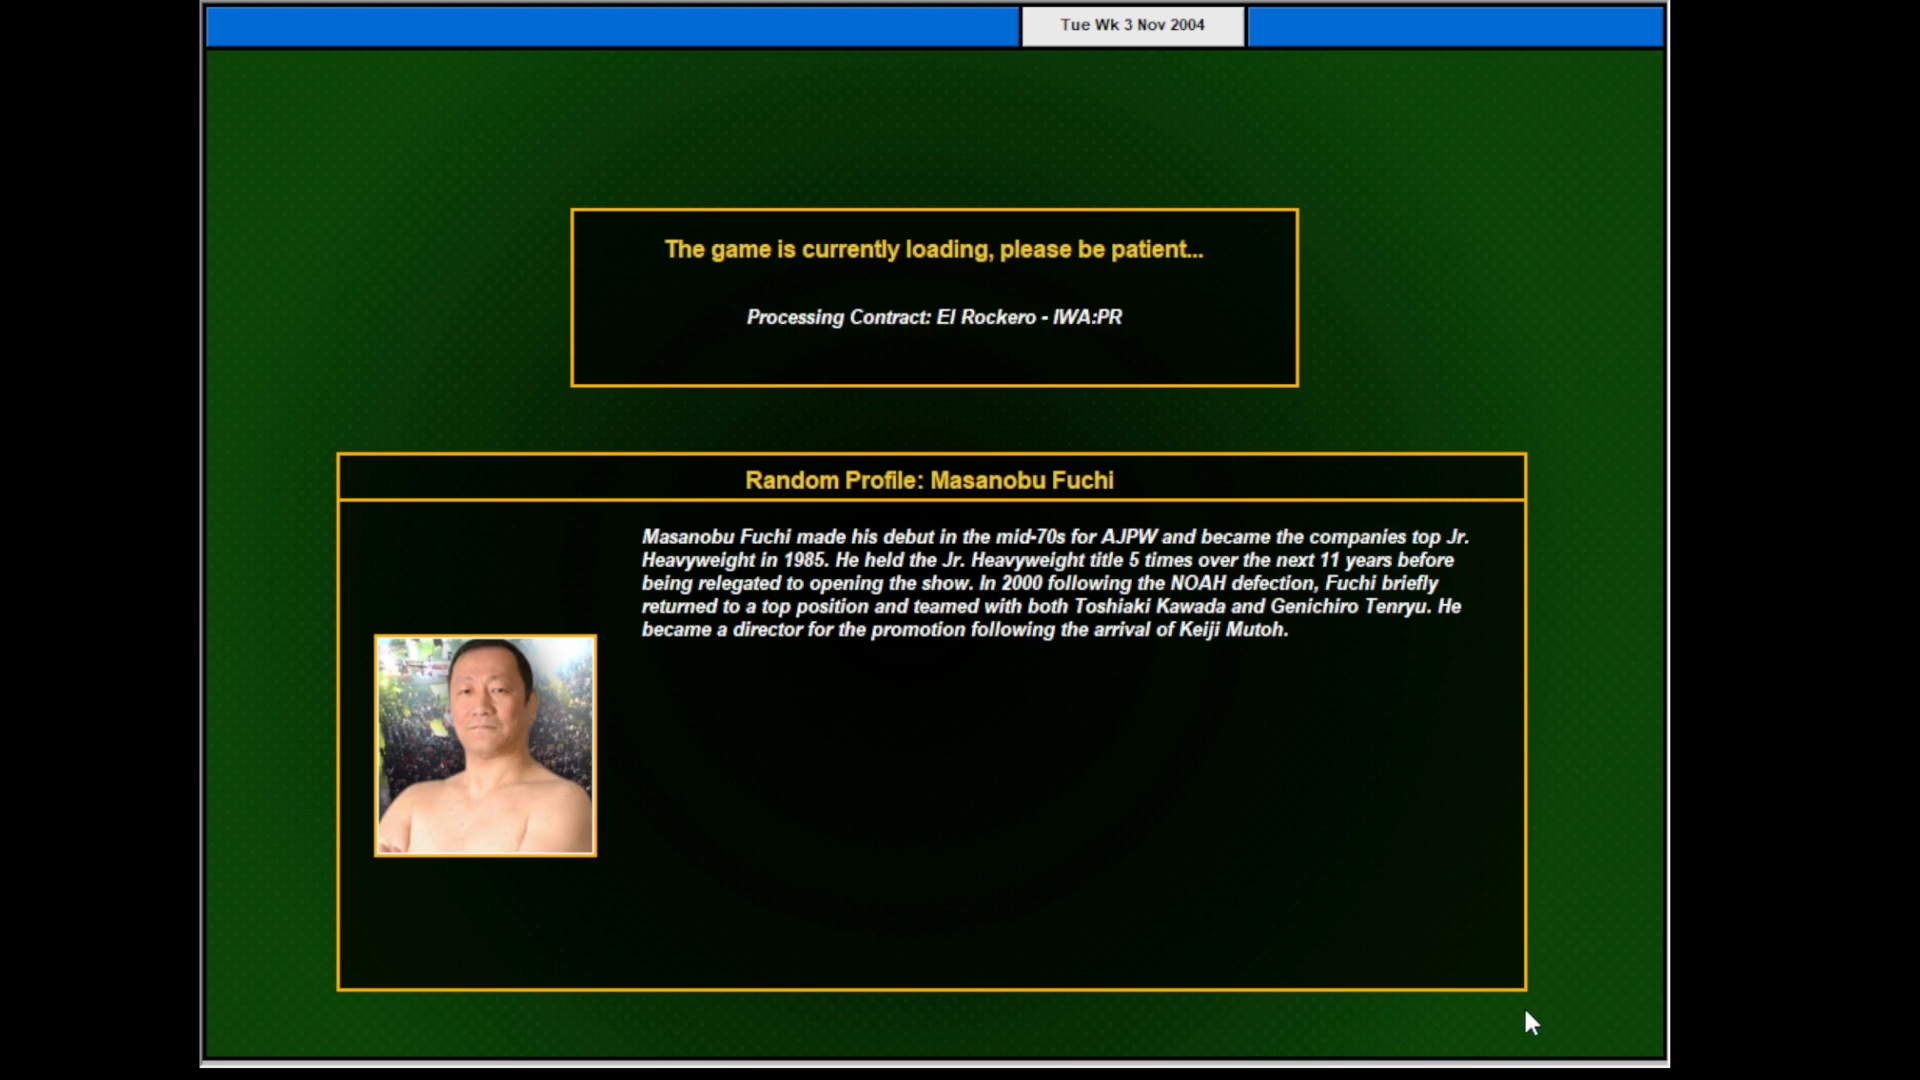 Tue Wk 3 Nov 2004
The game is currently loading, please be patient...
Processing Contract: El Rockero - IWA:PR
Random Profile: Masanobu Fuchi
Masanobu Fuchi made his debut in the mid-70s for AJPW and became the companies top Jr.
Heavyweight in 1985. He held the Jr. Heavyweight title 5 times over the next 11 years before
being relegated to opening the show. In 2000 following the NOAH defection, Fuchi briefly
returned to a top position and teamed with both Toshiaki Kawada and Genichiro Tenryu. He
became a director for the promotion following the arrival of Keiji Mutoh.